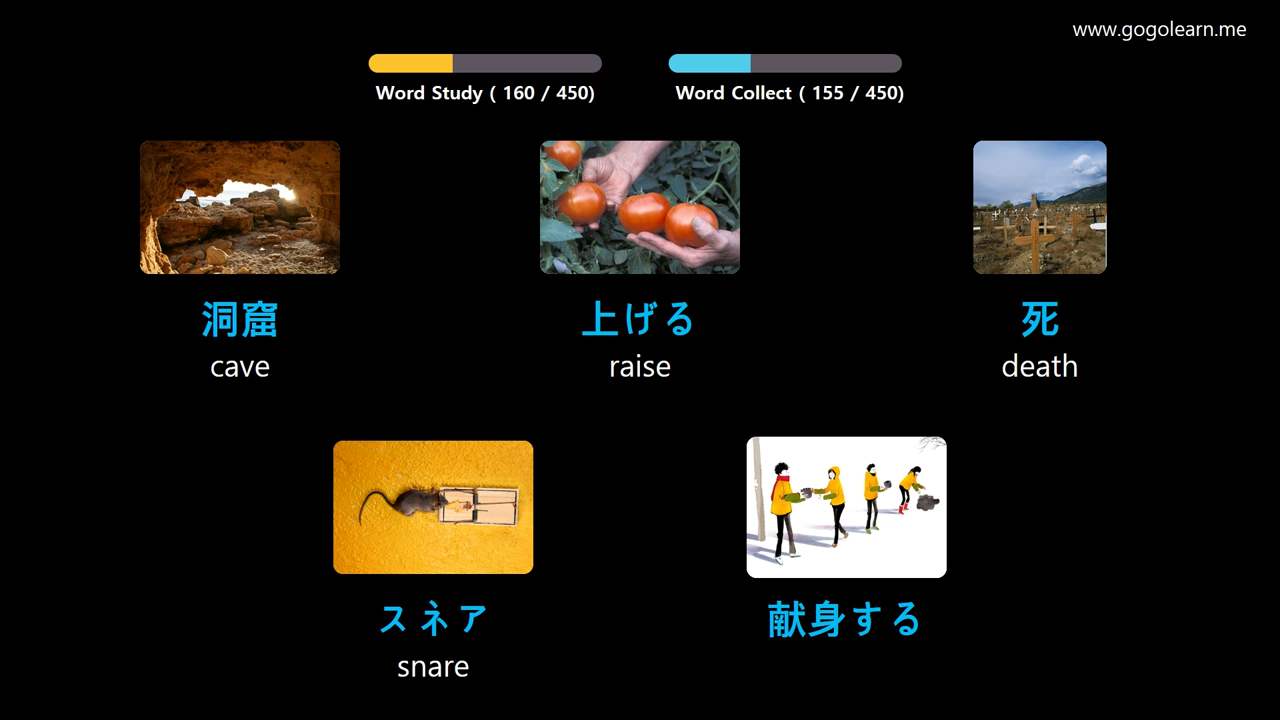 www.gogolearn.me
Word Study ( 160 / 450)
Word Collect ( 155 / 450)
洞窟
cave
上げる
raise
死
death
スネア
snare
献身する